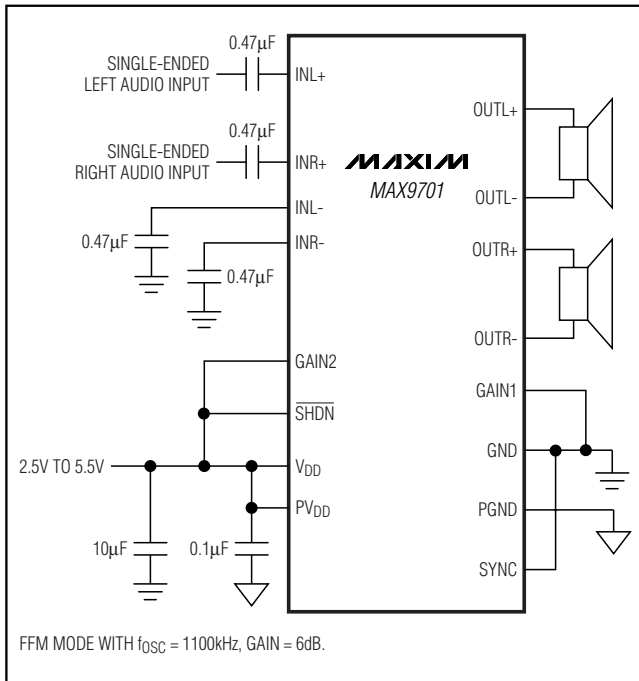 0.47µF
SINGLE-ENDED
LEFT AUDIO INPUT
INL+
0.47µF
SINGLE-ENDED
RIGHT AUDIO INPUT
INR+
INL-
0.47µF
INR-
0.47µF
GAIN2
SHDN
2.5V TO 5.5V
VDD
PVDD
10µF
0.1µF
MAXIM
MAX9701
OUTL+
OUTL-
OUTR+
OUTR-
GAIN1
GND
PGND
SYNC
FFM MODE WITH fOSC = 1100kHz, GAIN = 6dB.